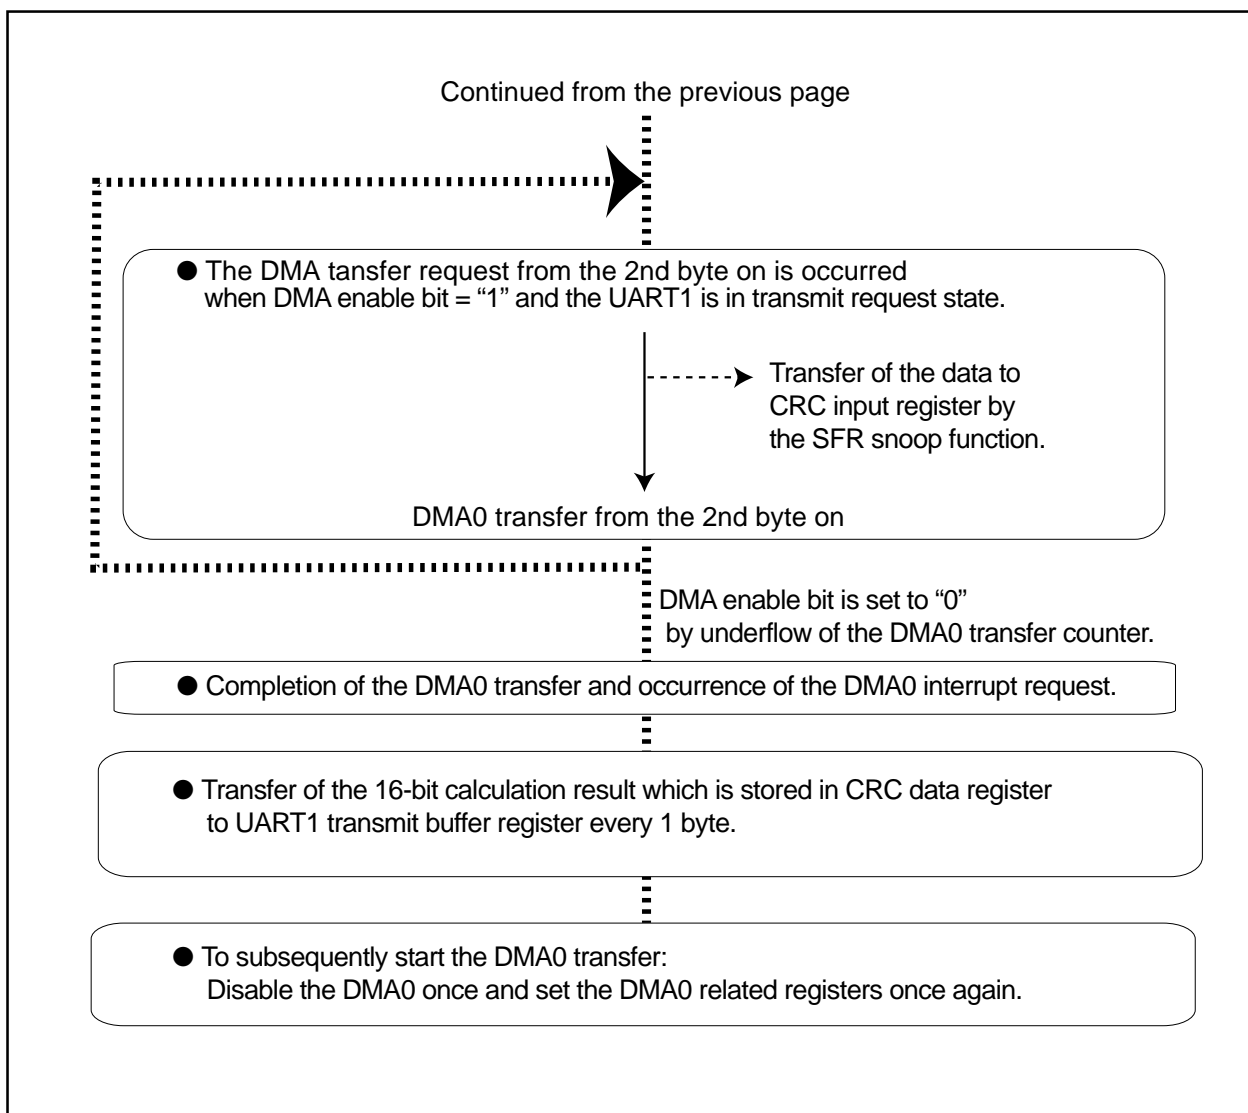 Continued from the previous page
● The DMA tansfer request from the 2nd byte on is occurred
when DMA enable bit = “1” and the UART1 is in transmit request state.
Transfer of the data to
CRC input register by
the SFR snoop function.
DMA0 transfer from the 2nd byte on
DMA enable bit is set to “0”
by underflow of the DMA0 transfer counter.
● Completion of the DMA0 transfer and occurrence of the DMA0 interrupt request.
● Transfer of the 16-bit calculation result which is stored in CRC data register
to UART1 transmit buffer register every 1 byte.
● To subsequently start the DMA0 transfer:
Disable the DMA0 once and set the DMA0 related registers once again.